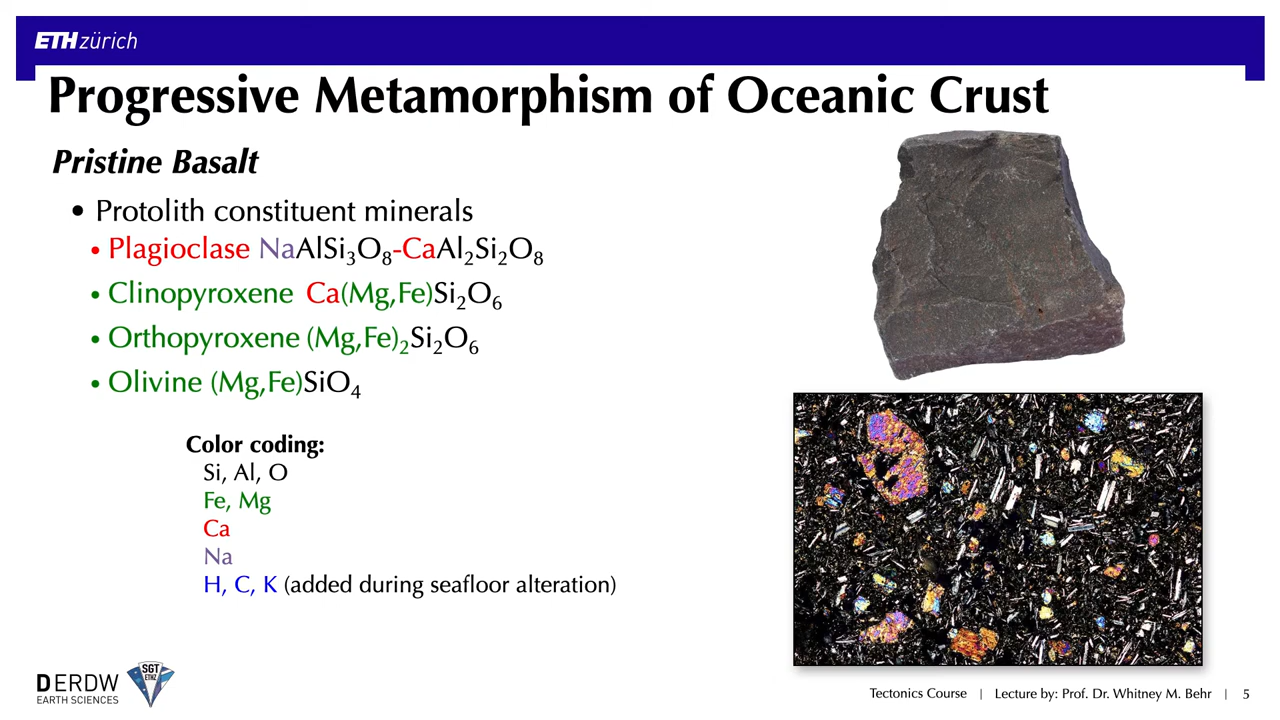 ETH zürich
Progressive Metamorphism of Oceanic Crust
Pristine Basalt
• Protolith constituent minerals
• Plagioclase NaAlSi₃O₈-CaAl₂Si₂O₈
• Clinopyroxene Ca(Mg,Fe)Si₂O₆
• Orthopyroxene (Mg,Fe)₂Si₂O₆
• Olivine (Mg,Fe)SiO₄
Color coding:
Si, Al, O
Fe, Mg
Ca
Na
H, C, K (added during seafloor alteration)
DERDW
EARTH SCIENCES
SGT
ETHZ
Tectonics Course | Lecture by: Prof. Dr. Whitney M. Behr | 5